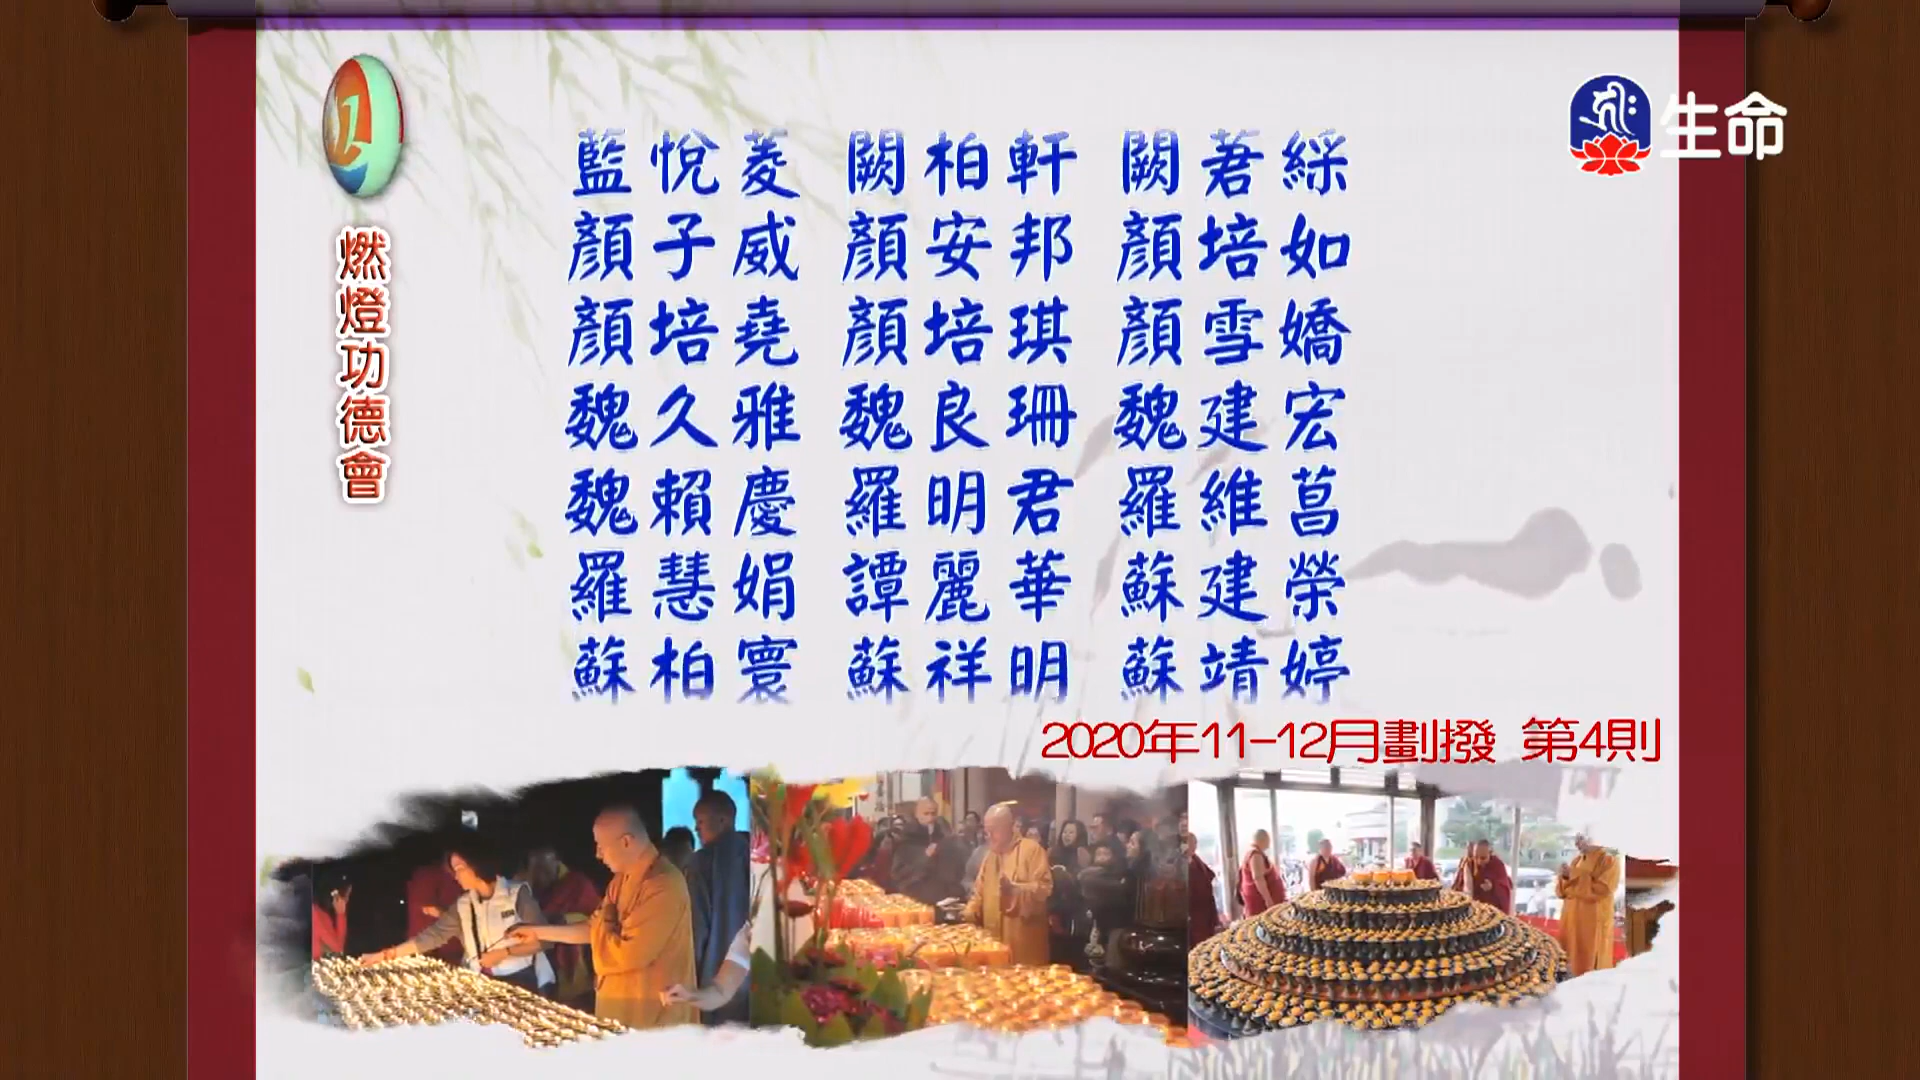 生命
燃燈功德會
藍悅菱 闕柏軒 闕莙綵
顏子威 顏安邦 顏培如
顏培堯 顏培琪 顏雪嬌
魏久雅 魏良珊 魏建宏
魏賴慶 羅明君 羅維菖
羅慧娟 譚麗華 蘇建榮
蘇柏寰 蘇祥明 蘇靖婷
2020年11-12月劃撥 第4則